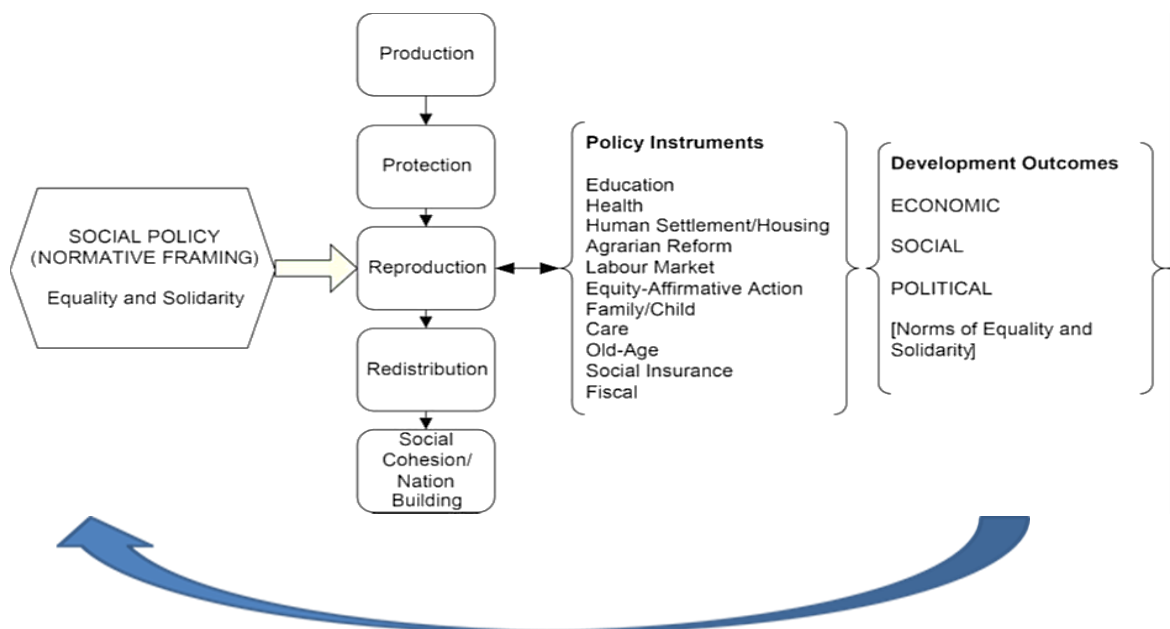 SOCIAL POLICY
(NORMATIVE FRAMING)
Equality and Solidarity
Production
Protection
Reproduction
Redistribution
Social
Cohesion/
Nation
Building
Policy Instruments
Education
Health
Human Settlement/Housing
Agrarian Reform
Labour Market
Equity-Affirmative Action
Family/Child
Care
Old-Age
Social Insurance
Fiscal
Development Outcomes
ECONOMIC
SOCIAL
POLITICAL
[Norms of Equality and
Solidarity]